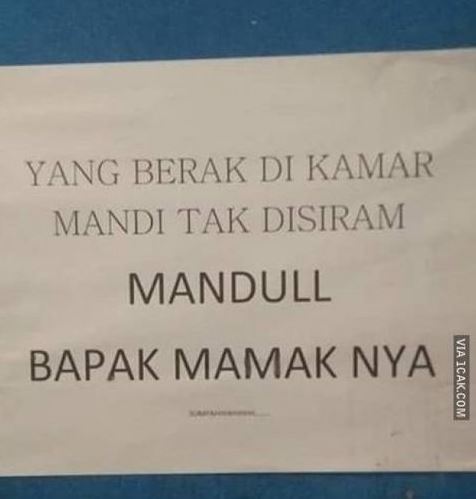 YANG BERAK DI KAMAR
MANDI TAK DISIRAM
MANDULL
BAPAK MAMAK NYA
VIA 1CAK.COM